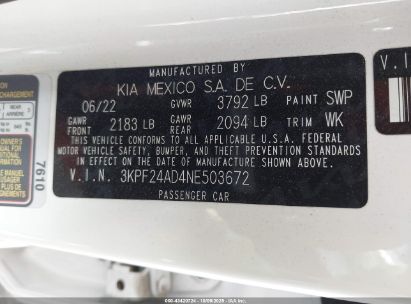 MANUFACTURED BY
KIA MEXICO S.A. DE C.V.
06/22 GVWR 3792 LB PAINT SWP
GAWR FRONT 2183 LB GAWR REAR 2094 LB TRIM WK
THIS VEHICLE CONFORMS TO ALL APPLICABLE U.S.A. FEDERAL
MOTOR VEHICLE SAFETY, BUMPER, AND THEFT PREVENTION STANDARDS
IN EFFECT ON THE DATE OF MANUFACTURE SHOWN ABOVE.
V.I.N. 3KPF24AD4NE503672
PASSENGER CAR
7610
V.I
REAR